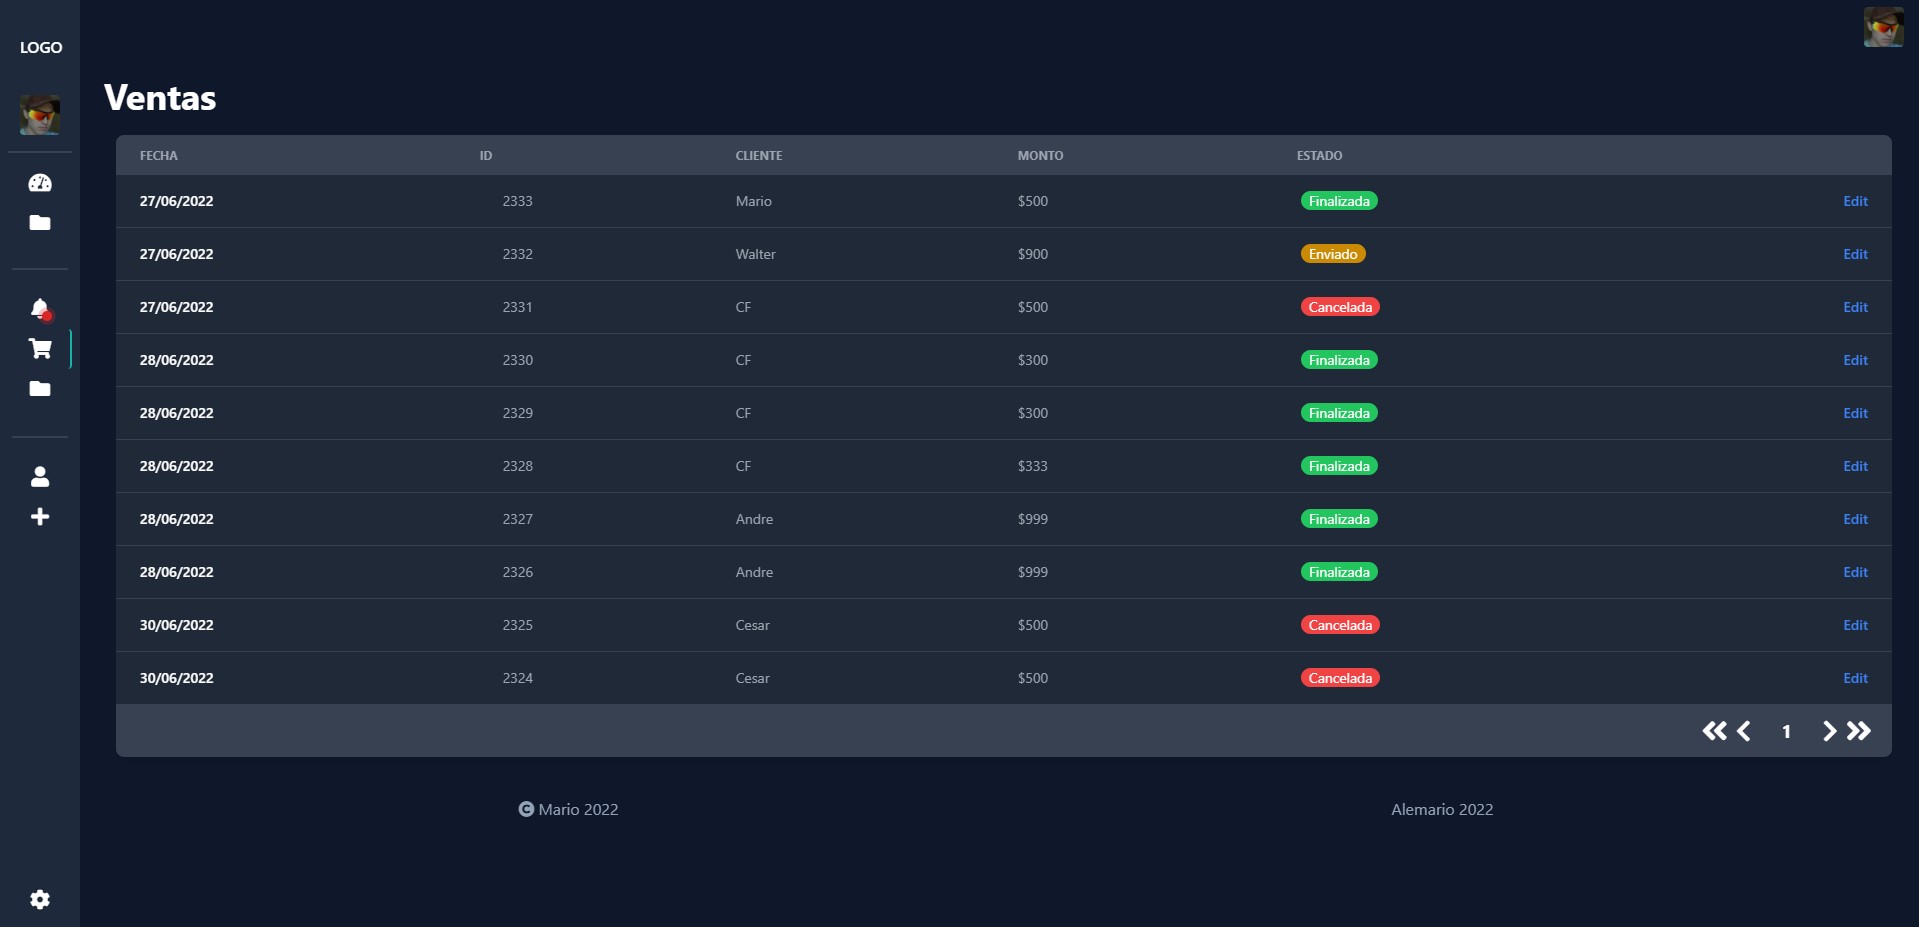 LOGO
Ventas
FECHA ID CLIENTE MONTO ESTADO
27/06/2022 2333 Mario $500 Finalizada Edit
27/06/2022 2332 Walter $900 Enviado Edit
27/06/2022 2331 CF $500 Cancelada Edit
28/06/2022 2330 CF $300 Finalizada Edit
28/06/2022 2329 CF $300 Finalizada Edit
28/06/2022 2328 CF $333 Finalizada Edit
28/06/2022 2327 Andre $999 Finalizada Edit
28/06/2022 2326 Andre $999 Finalizada Edit
30/06/2022 2325 Cesar $500 Cancelada Edit
30/06/2022 2324 Cesar $500 Cancelada Edit
1
© Mario 2022 Alemario 2022